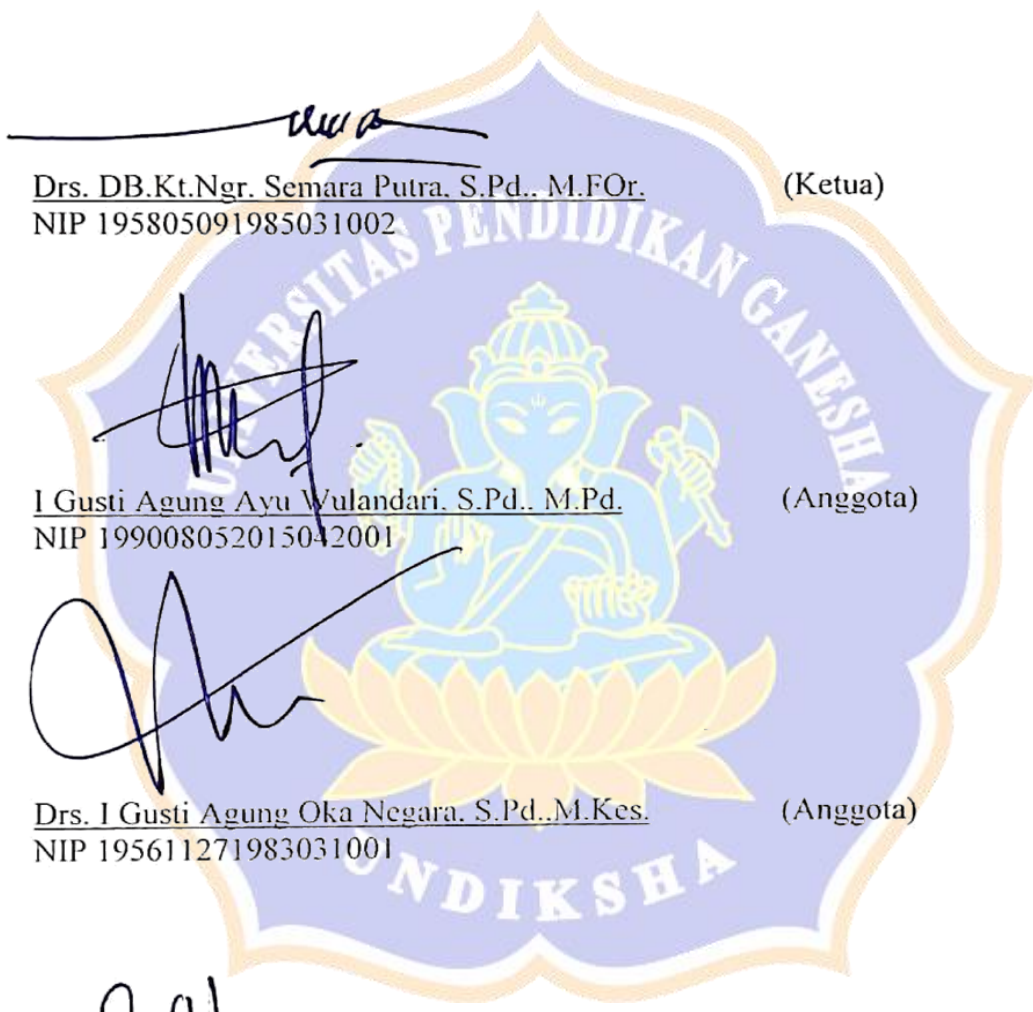 Drs. DB.Kt.Ngr. Semara Putra, S.Pd., M.FOr. (Ketua)
NIP 195805091985031002
UNIVERSITAS PENDIDIKAN GANESHA
I Gusti Agung Ayu Wulandari, S.Pd., M.Pd. (Anggota)
NIP 199008052015042001
Drs. I Gusti Agung Oka Negara, S.Pd.,M.Kes. (Anggota)
NIP 195611271983031001
UNDIKSHA